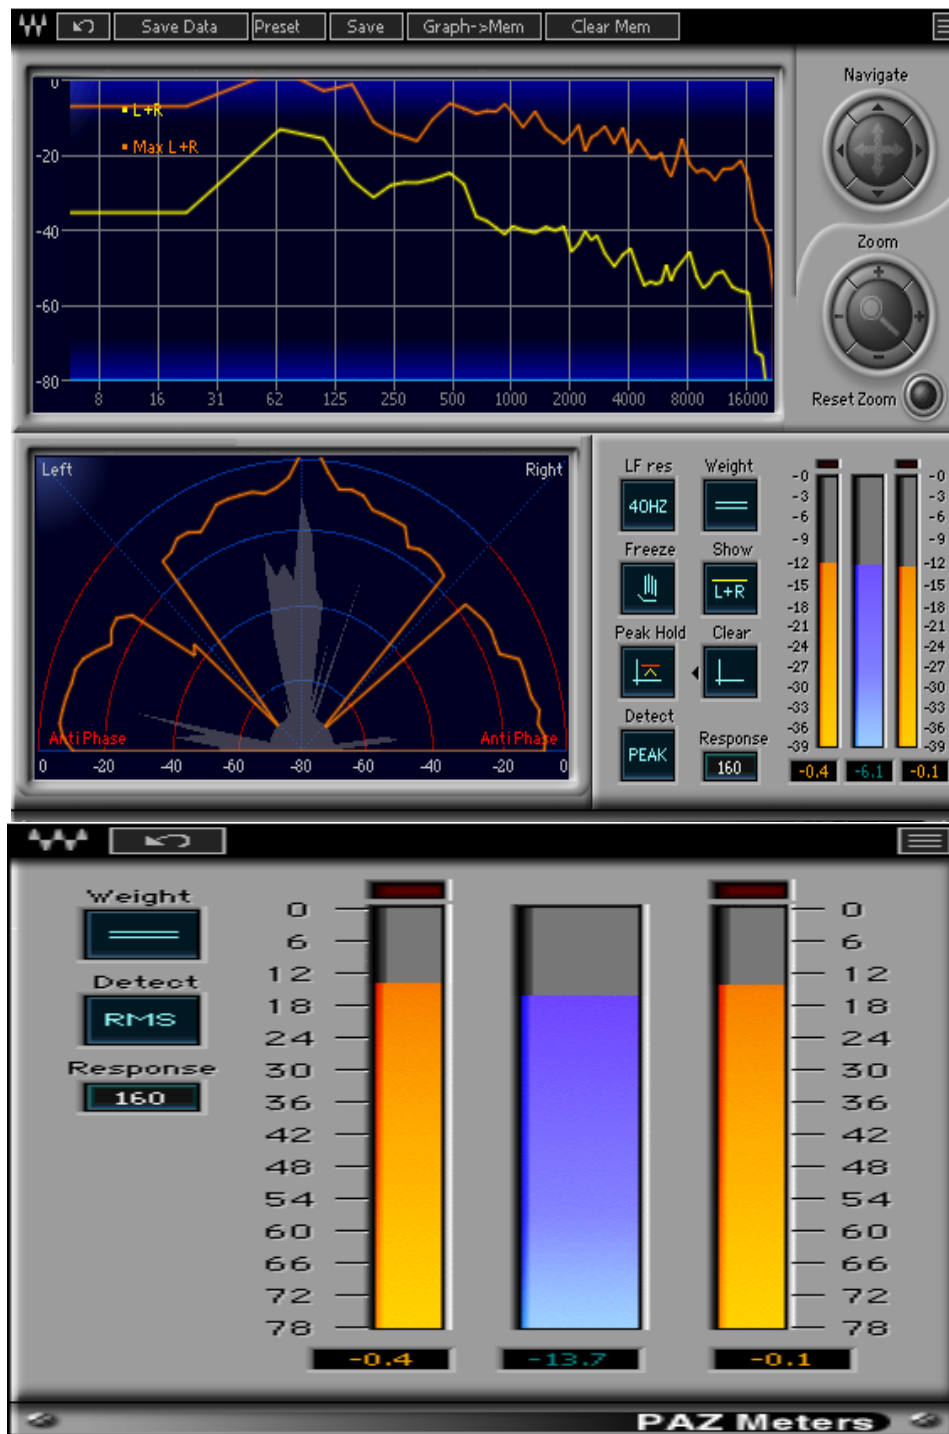 Save Data Preset Save Graph->Mem Clear Mem
Navigate
0
L+R
Max L+R
-20
-40
-60
-80
8 16 31 62 125 250 500 1000 2000 4000 8000 16000
Zoom
Reset Zoom
Left Right
AntiPhase AntiPhase
0 -20 -40 -60 -80 -60 -40 -20 0
LF res Weight
40HZ
Freeze Show
L+R
Peak Hold Clear
Detect
PEAK
Response
160
-0 -0
-3 -3
-6 -6
-9 -9
-12 -12
-15 -15
-18 -18
-21 -21
-24 -24
-27 -27
-30 -30
-33 -33
-36 -36
-39 -39
-0.4 -6.1 -0.1
Weight
Detect
RMS
Response
160
0 0
6 6
12 12
18 18
24 24
30 30
36 36
42 42
48 48
54 54
60 60
66 66
72 72
78 78
-0.4 -13.7 -0.1
PAZ Meters